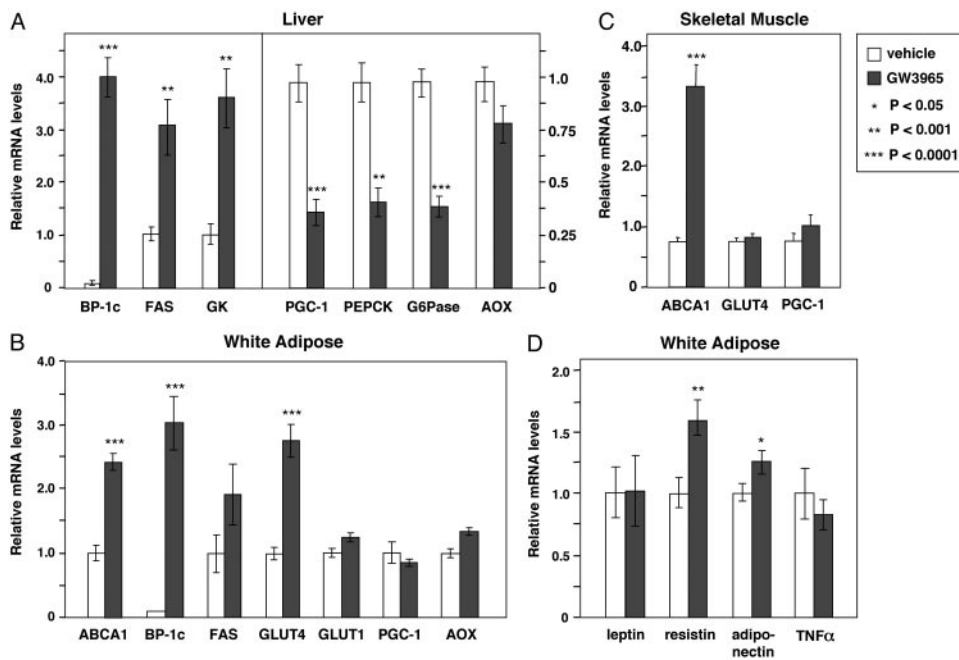 A
Liver
Relative mRNA levels
4.0
3.0
2.0
1.0
0
***
**
**
***
**
***
1.0
0.75
0.5
0.25
0
BP-1c FAS GK PGC-1 PEPCK G6Pase AOX
C
Skeletal Muscle
Relative mRNA levels
4.0
3.0
2.0
1.0
0
***
ABCA1 GLUT4 PGC-1
vehicle
GW3965
* P < 0.05
** P < 0.001
*** P < 0.0001
B
White Adipose
Relative mRNA levels
4.0
3.0
2.0
1.0
0
***
***
***
ABCA1 BP-1c FAS GLUT4 GLUT1 PGC-1 AOX
D
White Adipose
Relative mRNA levels
2.0
1.5
1.0
0.5
0
**
*
leptin resistin adipo- TNFα
nectin